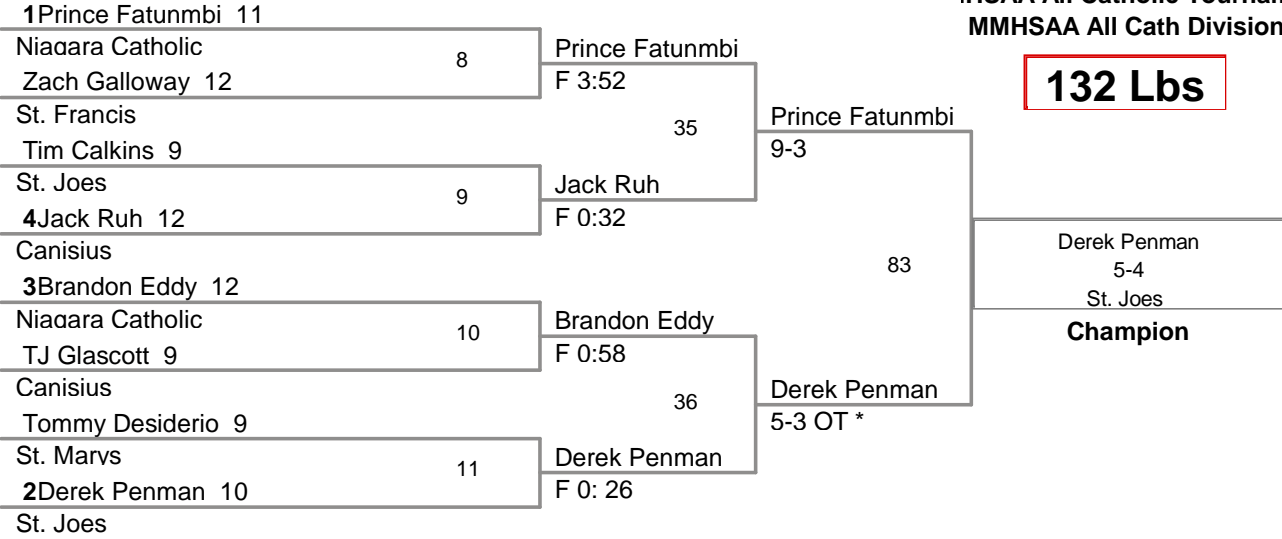 HSAA All Catholic Tournam
MMHSAA All Cath Division
132 Lbs
1Prince Fatunmbi 11
Niagara Catholic
8
Zach Galloway 12
St. Francis
Prince Fatunmbi
F 3:52
35
Tim Calkins 9
St. Joes
9
4Jack Ruh 12
Canisius
Jack Ruh
F 0:32
Prince Fatunmbi
9-3
83
3Brandon Eddy 12
Niagara Catholic
10
TJ Glascott 9
Canisius
Brandon Eddy
F 0:58
36
Tommy Desiderio 9
St. Marys
11
2Derek Penman 10
St. Joes
Derek Penman
F 0: 26
Derek Penman
5-3 OT *
Derek Penman
5-4
St. Joes
Champion